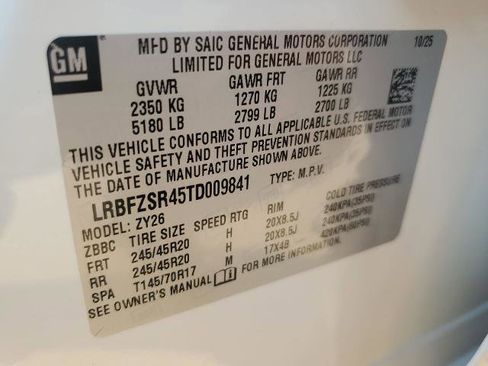 GM
MFD BY SAIC GENERAL MOTORS CORPORATION 10/25
LIMITED FOR GENERAL MOTORS LLC
GVWR GAWR FRT GAWR RR
2350 KG 1270 KG 1225 KG
5180 LB 2799 LB 2700 LB
THIS VEHICLE CONFORMS TO ALL APPLICABLE U.S. FEDERAL MOTOR
VEHICLE SAFETY AND THEFT PREVENTION STANDARDS IN EFFECT ON
THE DATE OF MANUFACTURE SHOWN ABOVE.
LRBFZSR45TD009841 TYPE: M.P.V.
MODEL: ZY26
ZBBC TIRE SIZE SPEED RTG RIM COLD TIRE PRESSURE
FRT 245/45R20 H 20X8.5J 240KPA(35PSI)
RR 245/45R20 H 20X8.5J 240KPA(35PSI)
SPA T145/70R17 M 17X4B 420KPA(60PSI)
SEE OWNER'S MANUAL